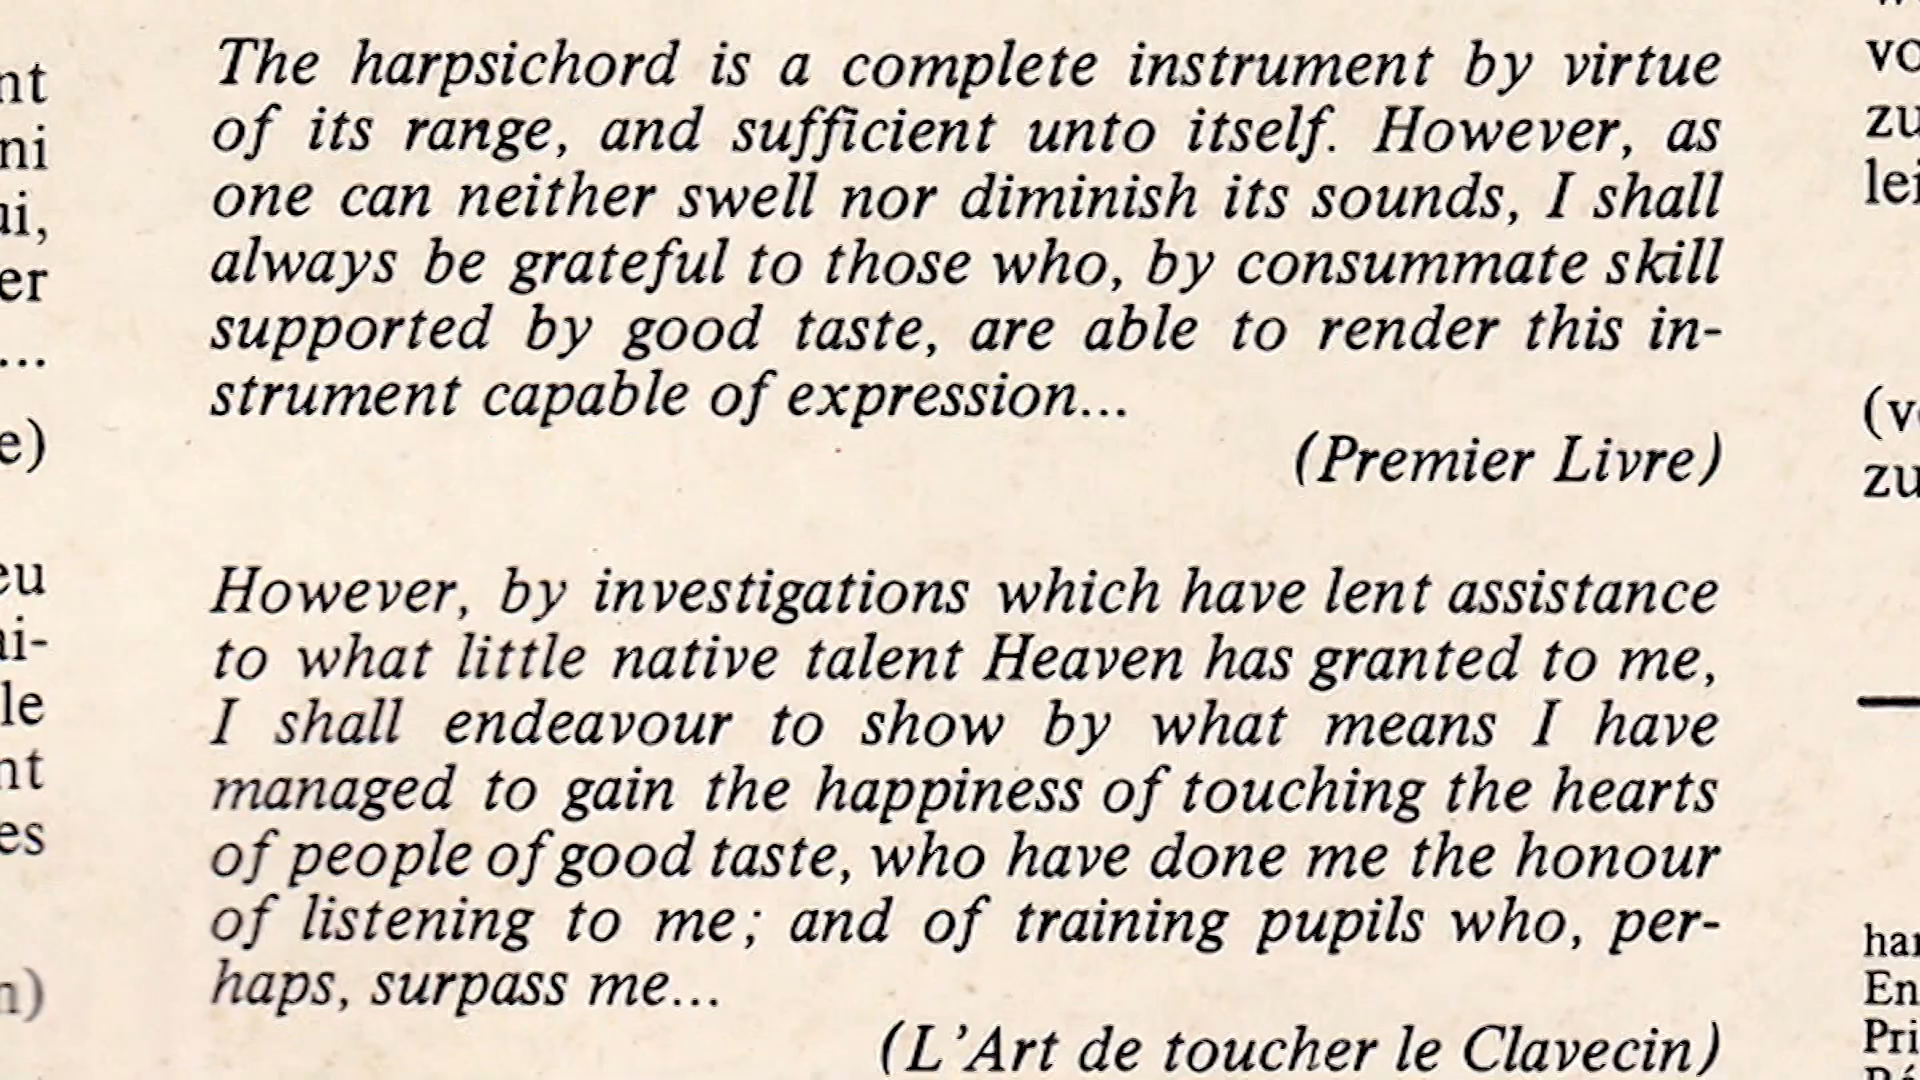 The harpsichord is a complete instrument by virtue
of its range, and sufficient unto itself. However, as
one can neither swell nor diminish its sounds, I shall
always be grateful to those who, by consummate skill
supported by good taste, are able to render this in-
strument capable of expression...
(Premier Livre)
However, by investigations which have lent assistance
to what little native talent Heaven has granted to me,
I shall endeavour to show by what means I have
managed to gain the happiness of touching the hearts
of people of good taste, who have done me the honour
of listening to me; and of training pupils who, per-
haps, surpass me...
(L'Art de toucher le Clavecin)